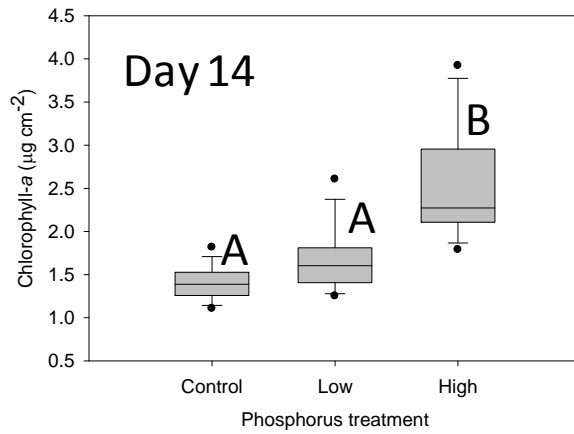 4.5
4.0
3.5
3.0
2.5
2.0
1.5
1.0
0.5
Chlorophyll-a (μg cm-2)
Day 14
A
A
B
Control Low High
Phosphorus treatment